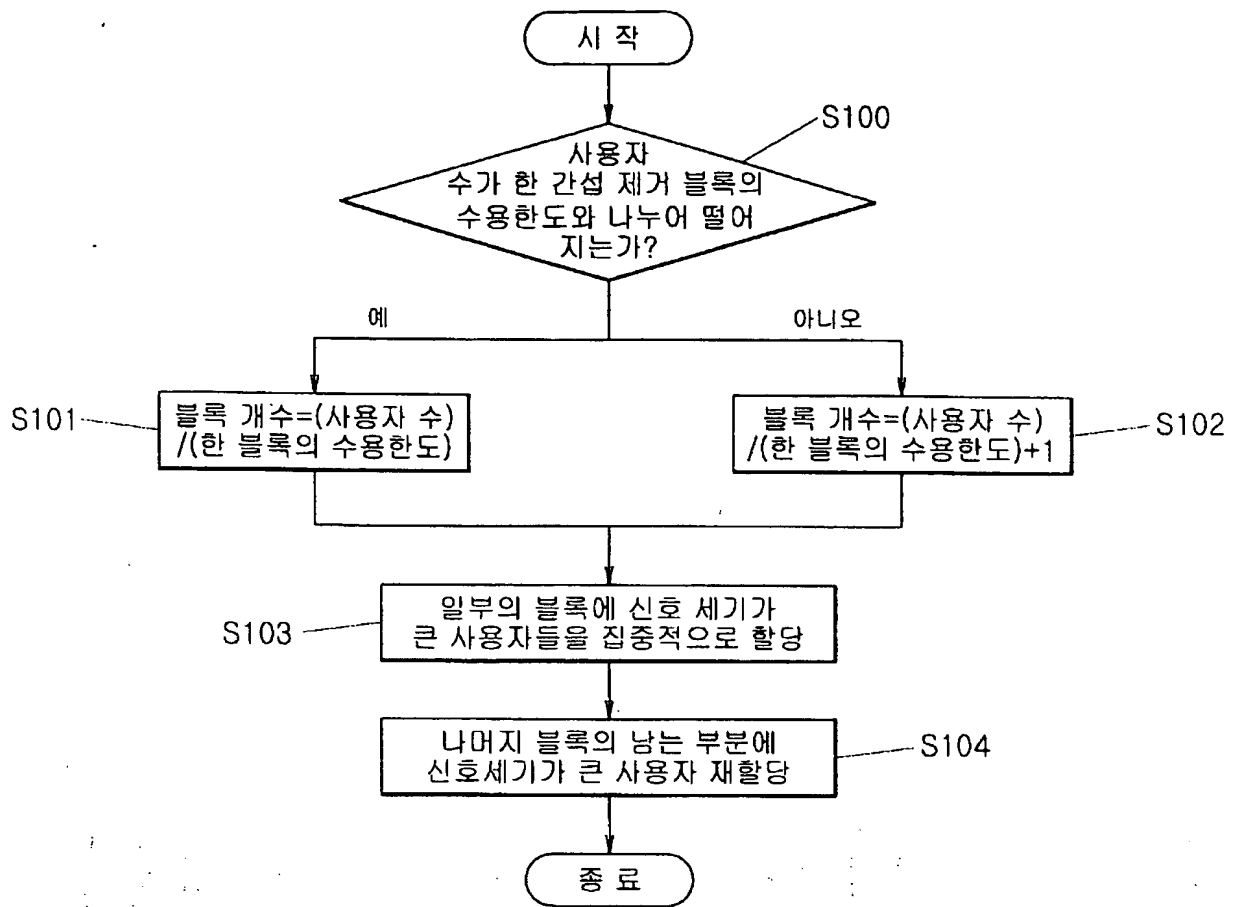 시 작
S100
사용자
수가 한 간섭 제거 블록의
수용한도와 나누어 떨어
지는가?
예
아니오
S101
블록 개수=(사용자 수)
/(한 블록의 수용한도)
블록 개수=(사용자 수)
/(한 블록의 수용한도)+1
S102
S103
일부의 블록에 신호 세기가
큰 사용자들을 집중적으로 할당
나머지 블록의 남는 부분에
신호세기가 큰 사용자 재할당
S104
종 료